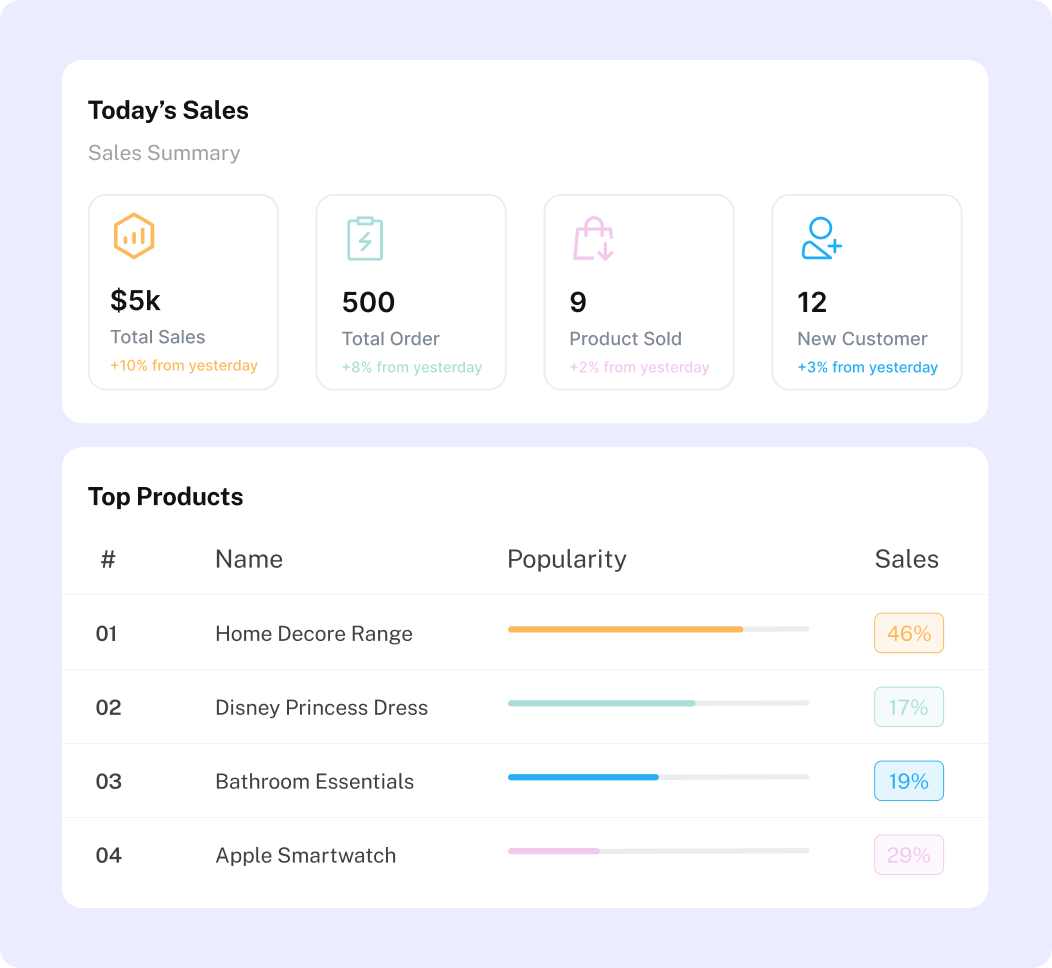 Today’s Sales
Sales Summary
$5k
Total Sales
+10% from yesterday
500
Total Order
+8% from yesterday
9
Product Sold
+2% from yesterday
12
New Customer
+3% from yesterday
Top Products
# Name Popularity Sales
01 Home Decore Range 46%
02 Disney Princess Dress 17%
03 Bathroom Essentials 19%
04 Apple Smartwatch 29%